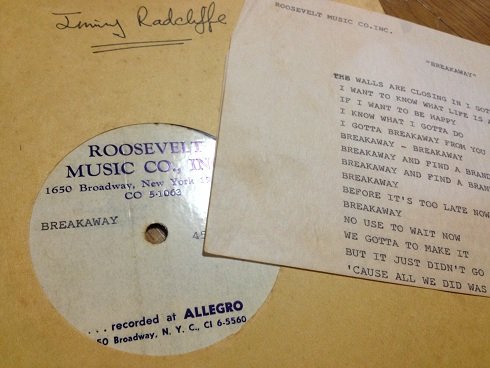 Jimmy Radcliffe
ROOSEVELT
MUSIC CO., INC
1650 Broadway, New York
CO 5-1063
BREAKAWAY 45
. . . recorded at ALLEGRO
50 Broadway, N. Y. C., CI 6-5560
ROOSEVELT MUSIC CO.INC.
"BREAKAWAY"
THE WALLS ARE CLOSING IN I GOT
I WANT TO KNOW WHAT LIFE IS
IF I WANT TO BE HAPPY
I KNOW WHAT I GOTTA DO
I GOTTA BREAKAWAY FROM YOU
BREAKAWAY - BREAKAWAY
BREAKAWAY AND FIND A BRAN
BREAKAWAY AND FIND A BRAN
BREAKAWAY
BEFORE IT'S TOO LATE NOW
BREAKAWAY
NO USE TO WAIT NOW
WE GOTTA TO MAKE IT
BUT IT JUST DIDN'T GO
'CAUSE ALL WE DID WAS